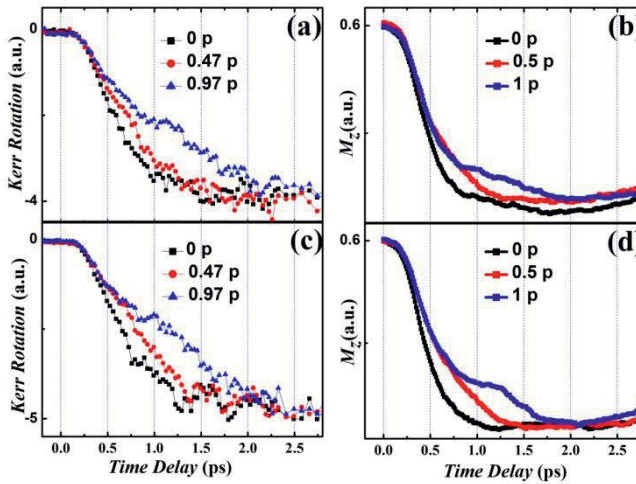 (a)
0
0 p
0.47 p
0.97 p
-4
Kerr Rotation (a.u.)
(b)
0.6
0 p
0.5 p
1 p
M_z(a.u.)
(c)
0
0 p
0.47 p
0.97 p
-5
Kerr Rotation (a.u.)
0.0 0.5 1.0 1.5 2.0 2.5
Time Delay (ps)
(d)
0.6
0 p
0.5 p
1 p
M_z(a.u.)
0.0 0.5 1.0 1.5 2.0 2.5
Time Delay (ps)